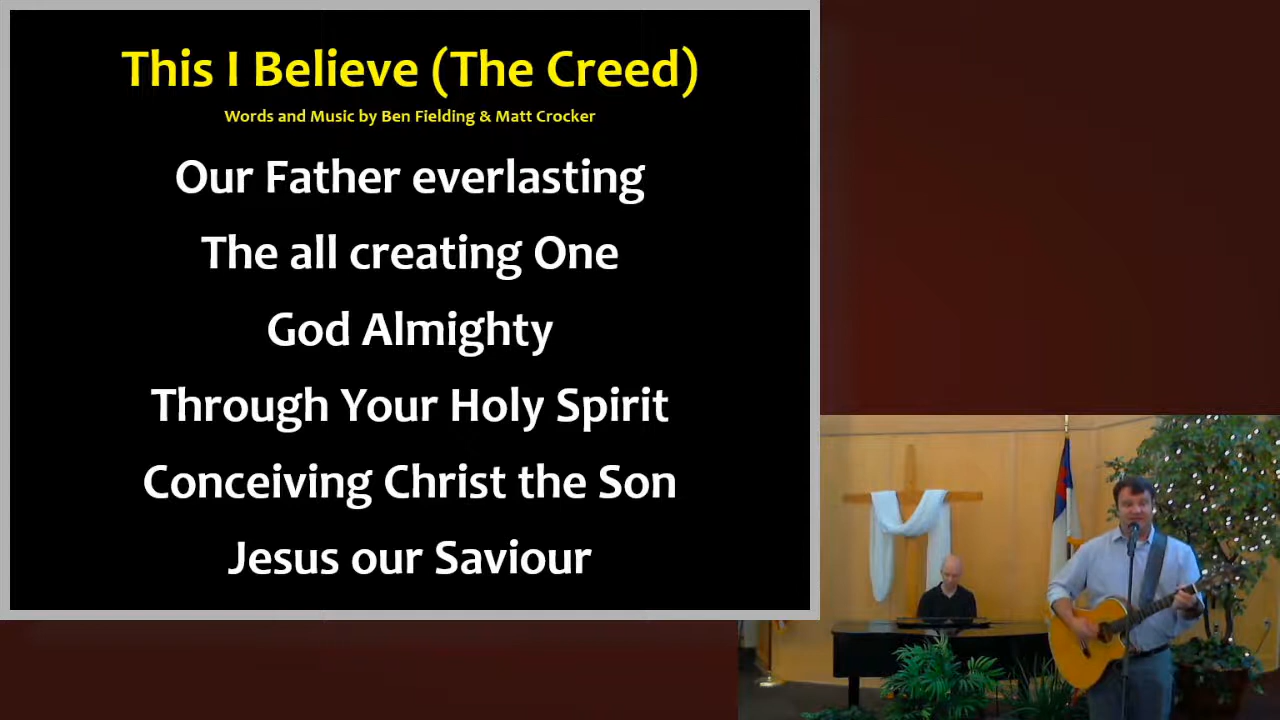 This I Believe (The Creed)
Words and Music by Ben Fielding & Matt Crocker
Our Father everlasting
The all creating One
God Almighty
Through Your Holy Spirit
Conceiving Christ the Son
Jesus our Saviour